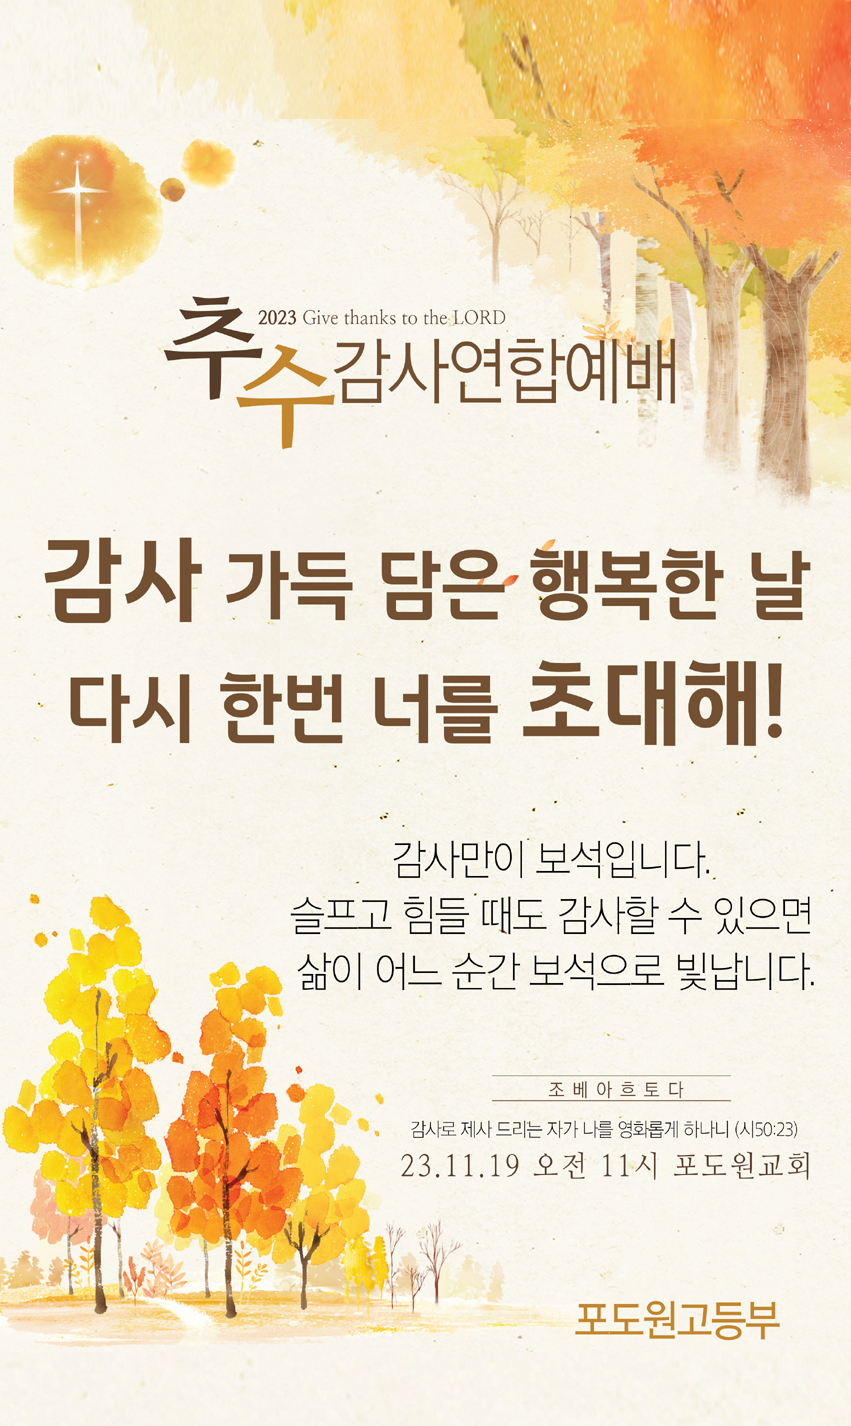 2023 Give thanks to the LORD
추수감사연합예배
감사 가득 담은 행복한 날
다시 한번 너를 초대해!
감사만이 보석입니다.
슬프고 힘들 때도 감사할 수 있으면
삶이 어느 순간 보석으로 빛납니다.
조베아흐토다
감사로 제사 드리는 자가 나를 영화롭게 하나니 (시50:23)
23.11.19 오전 11시 포도원교회
포도원고등부